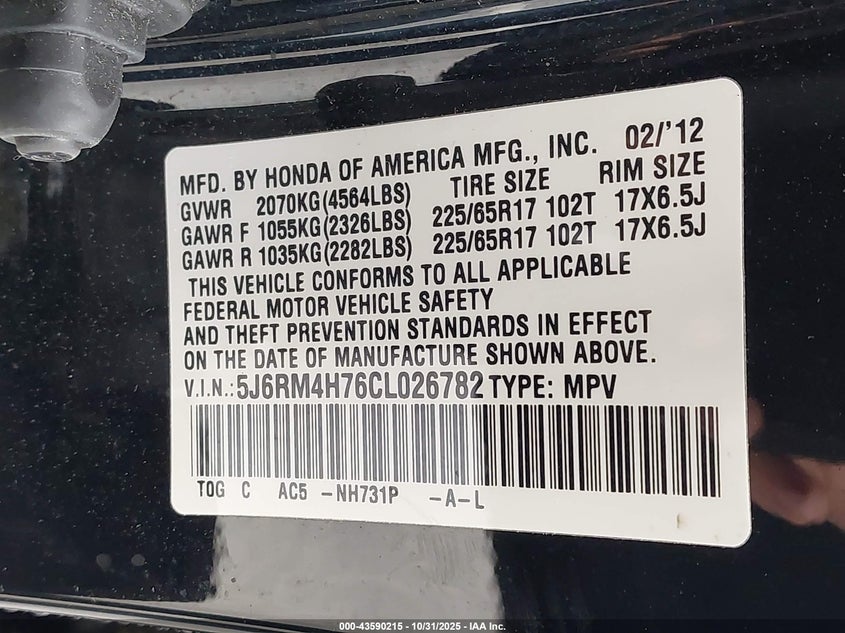 MFD. BY HONDA OF AMERICA MFG., INC. 02/'12
GVWR 2070KG(4564LBS) TIRE SIZE RIM SIZE
GAWR F 1055KG(2326LBS) 225/65R17 102T 17X6.5J
GAWR R 1035KG(2282LBS) 225/65R17 102T 17X6.5J
THIS VEHICLE CONFORMS TO ALL APPLICABLE
FEDERAL MOTOR VEHICLE SAFETY
AND THEFT PREVENTION STANDARDS IN EFFECT
ON THE DATE OF MANUFACTURE SHOWN ABOVE.
V.I.N.:5J6RM4H76CL026782 TYPE: MPV
TOG C AC5 -NH731P -A-L
000-43590215 - 10/31/2025 - IAA Inc.